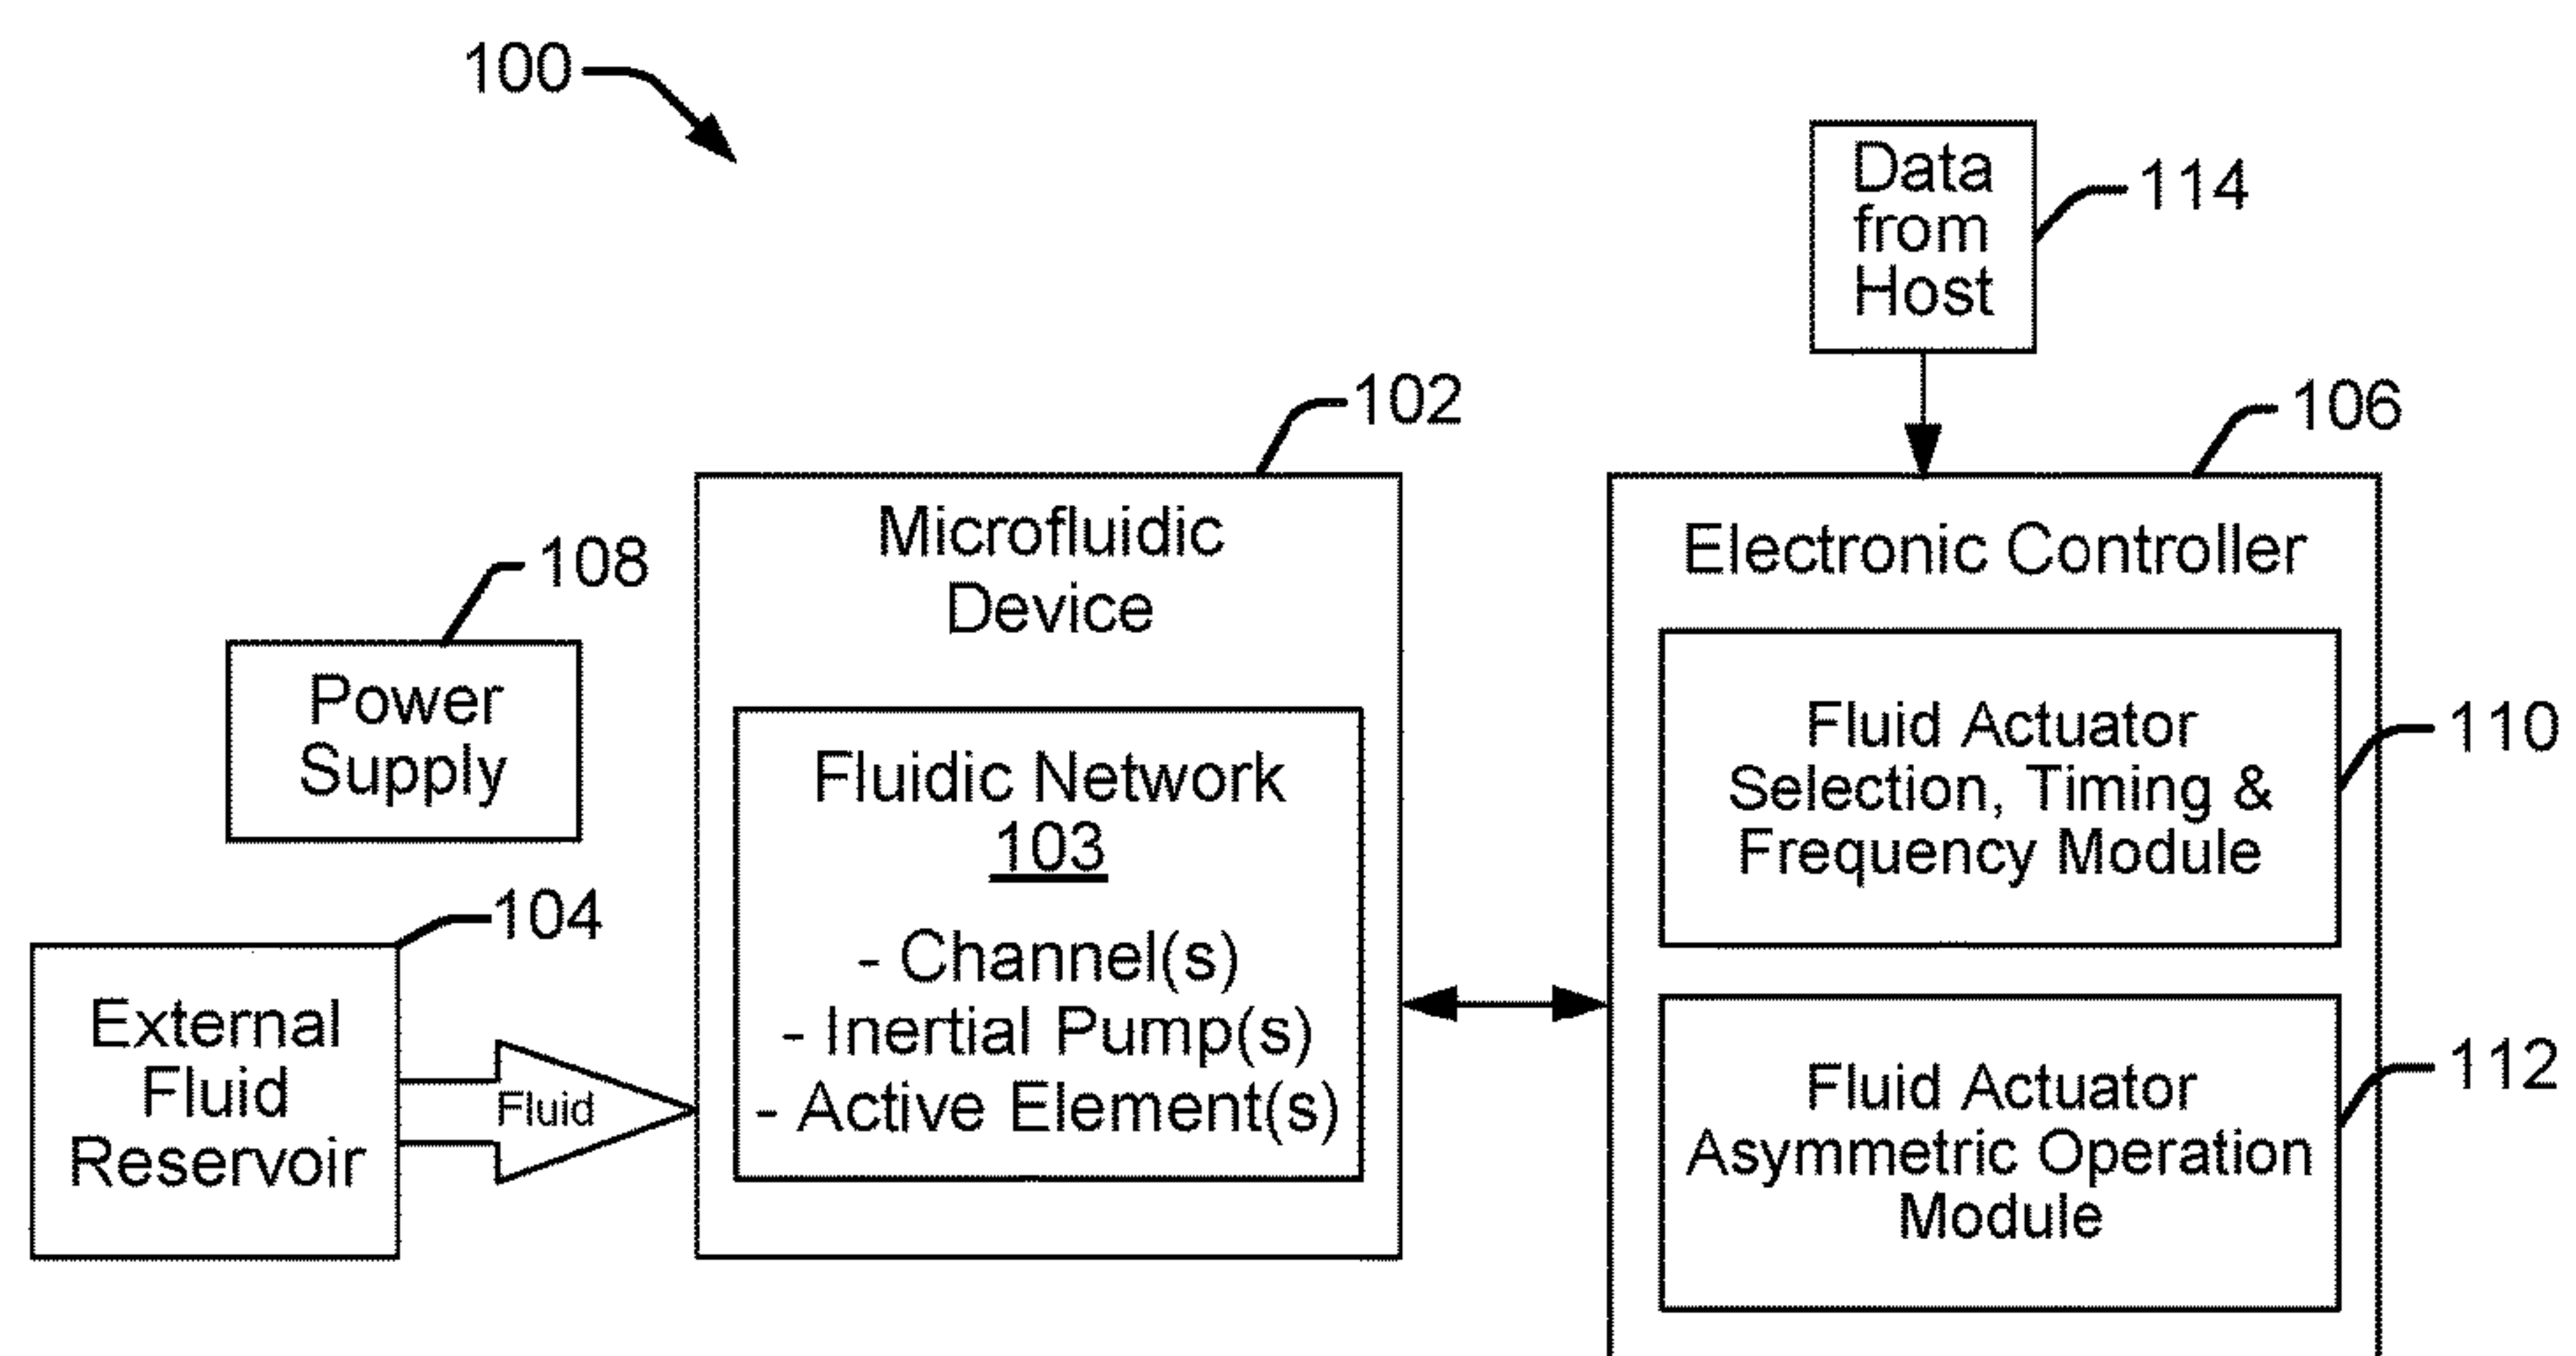 100
Data
from
Host
114
102
106
Microfluidic
Device
Electronic Controller
108
Power
Supply
Fluidic Network
103
- Channel(s)
- Inertial Pump(s)
- Active Element(s)
Fluid Actuator
Selection, Timing &
Frequency Module
110
104
External
Fluid
Reservoir
Fluid
Fluid Actuator
Asymmetric Operation
Module
112